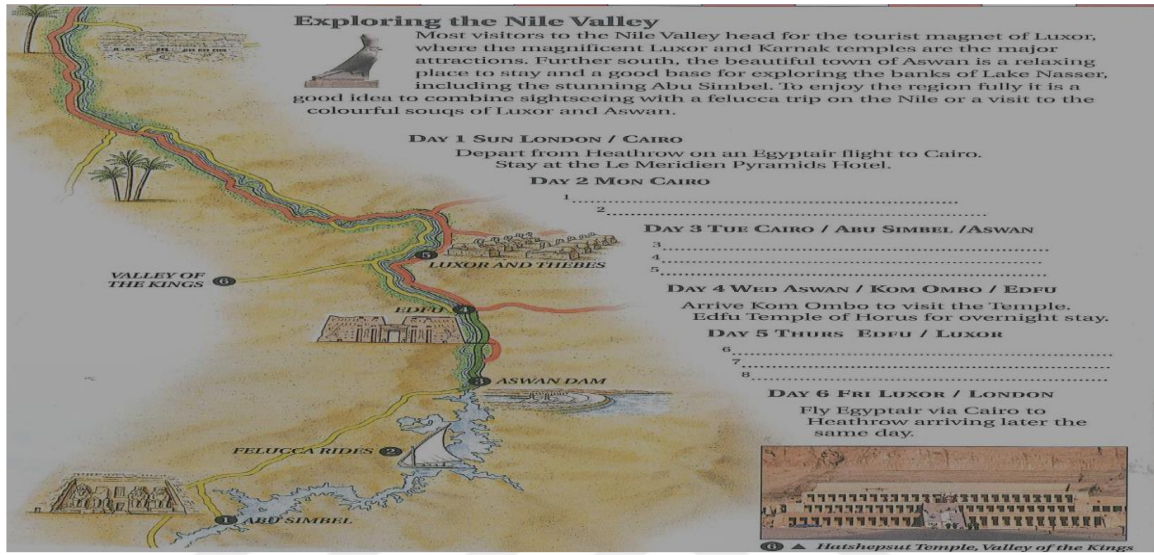 Exploring the Nile Valley
Most visitors to the Nile Valley head for the tourist magnet of Luxor,
where the magnificent Luxor and Karnak temples are the major
attractions. Further south, the beautiful town of Aswan is a relaxing
place to stay and a good base for exploring the banks of Lake Nasser,
including the stunning Abu Simbel. To enjoy the region fully it is a
good idea to combine sightseeing with a felucca trip on the Nile or a visit to the
colourful souqs of Luxor and Aswan.
DAY 1 SUN LONDON / CAIRO
Depart from Heathrow on an Egyptair flight to Cairo.
Stay at the Le Meridien Pyramids Hotel.
DAY 2 MON CAIRO
1
2
DAY 3 TUE CAIRO / ABU SIMBEL /ASWAN
3
4
5
DAY 4 WED ASWAN / KOM OMBO / EDFU
Arrive Kom Ombo to visit the Temple.
Edfu Temple of Horus for overnight stay.
DAY 5 THURS EDFU / LUXOR
6
7
8
DAY 6 FRI LUXOR / LONDON
Fly Egyptair via Cairo to
Heathrow arriving later the
same day.
5
LUXOR AND THEBES
VALLEY OF
THE KINGS 6
EDFU 4
3 ASWAN DAM
FELUCCA RIDES 2
1 ABU SIMBEL
6 ▲ Hatshepsut Temple, Valley of the Kings